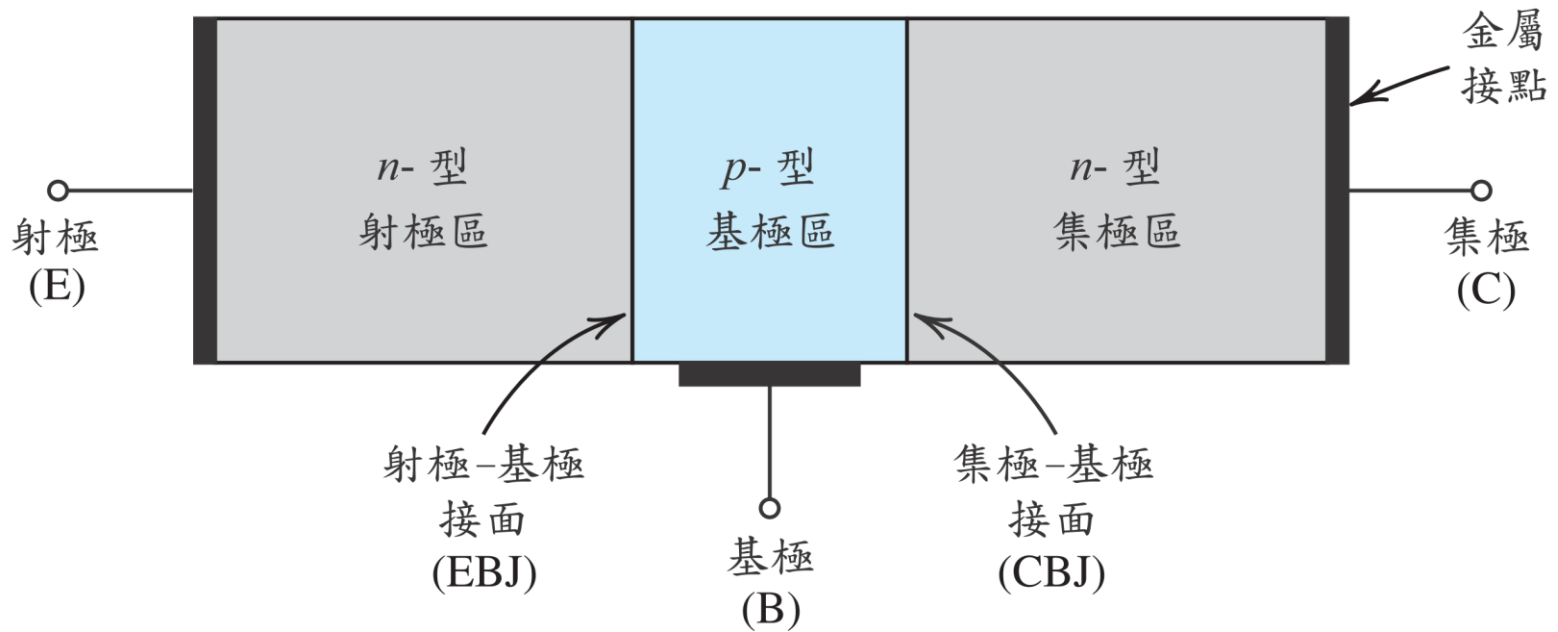 金屬
接點
n- 型
射極區
p- 型
基極區
n- 型
集極區
射極
(E)
集極
(C)
射極–基極
接面
(EBJ)
集極–基極
接面
(CBJ)
基極
(B)